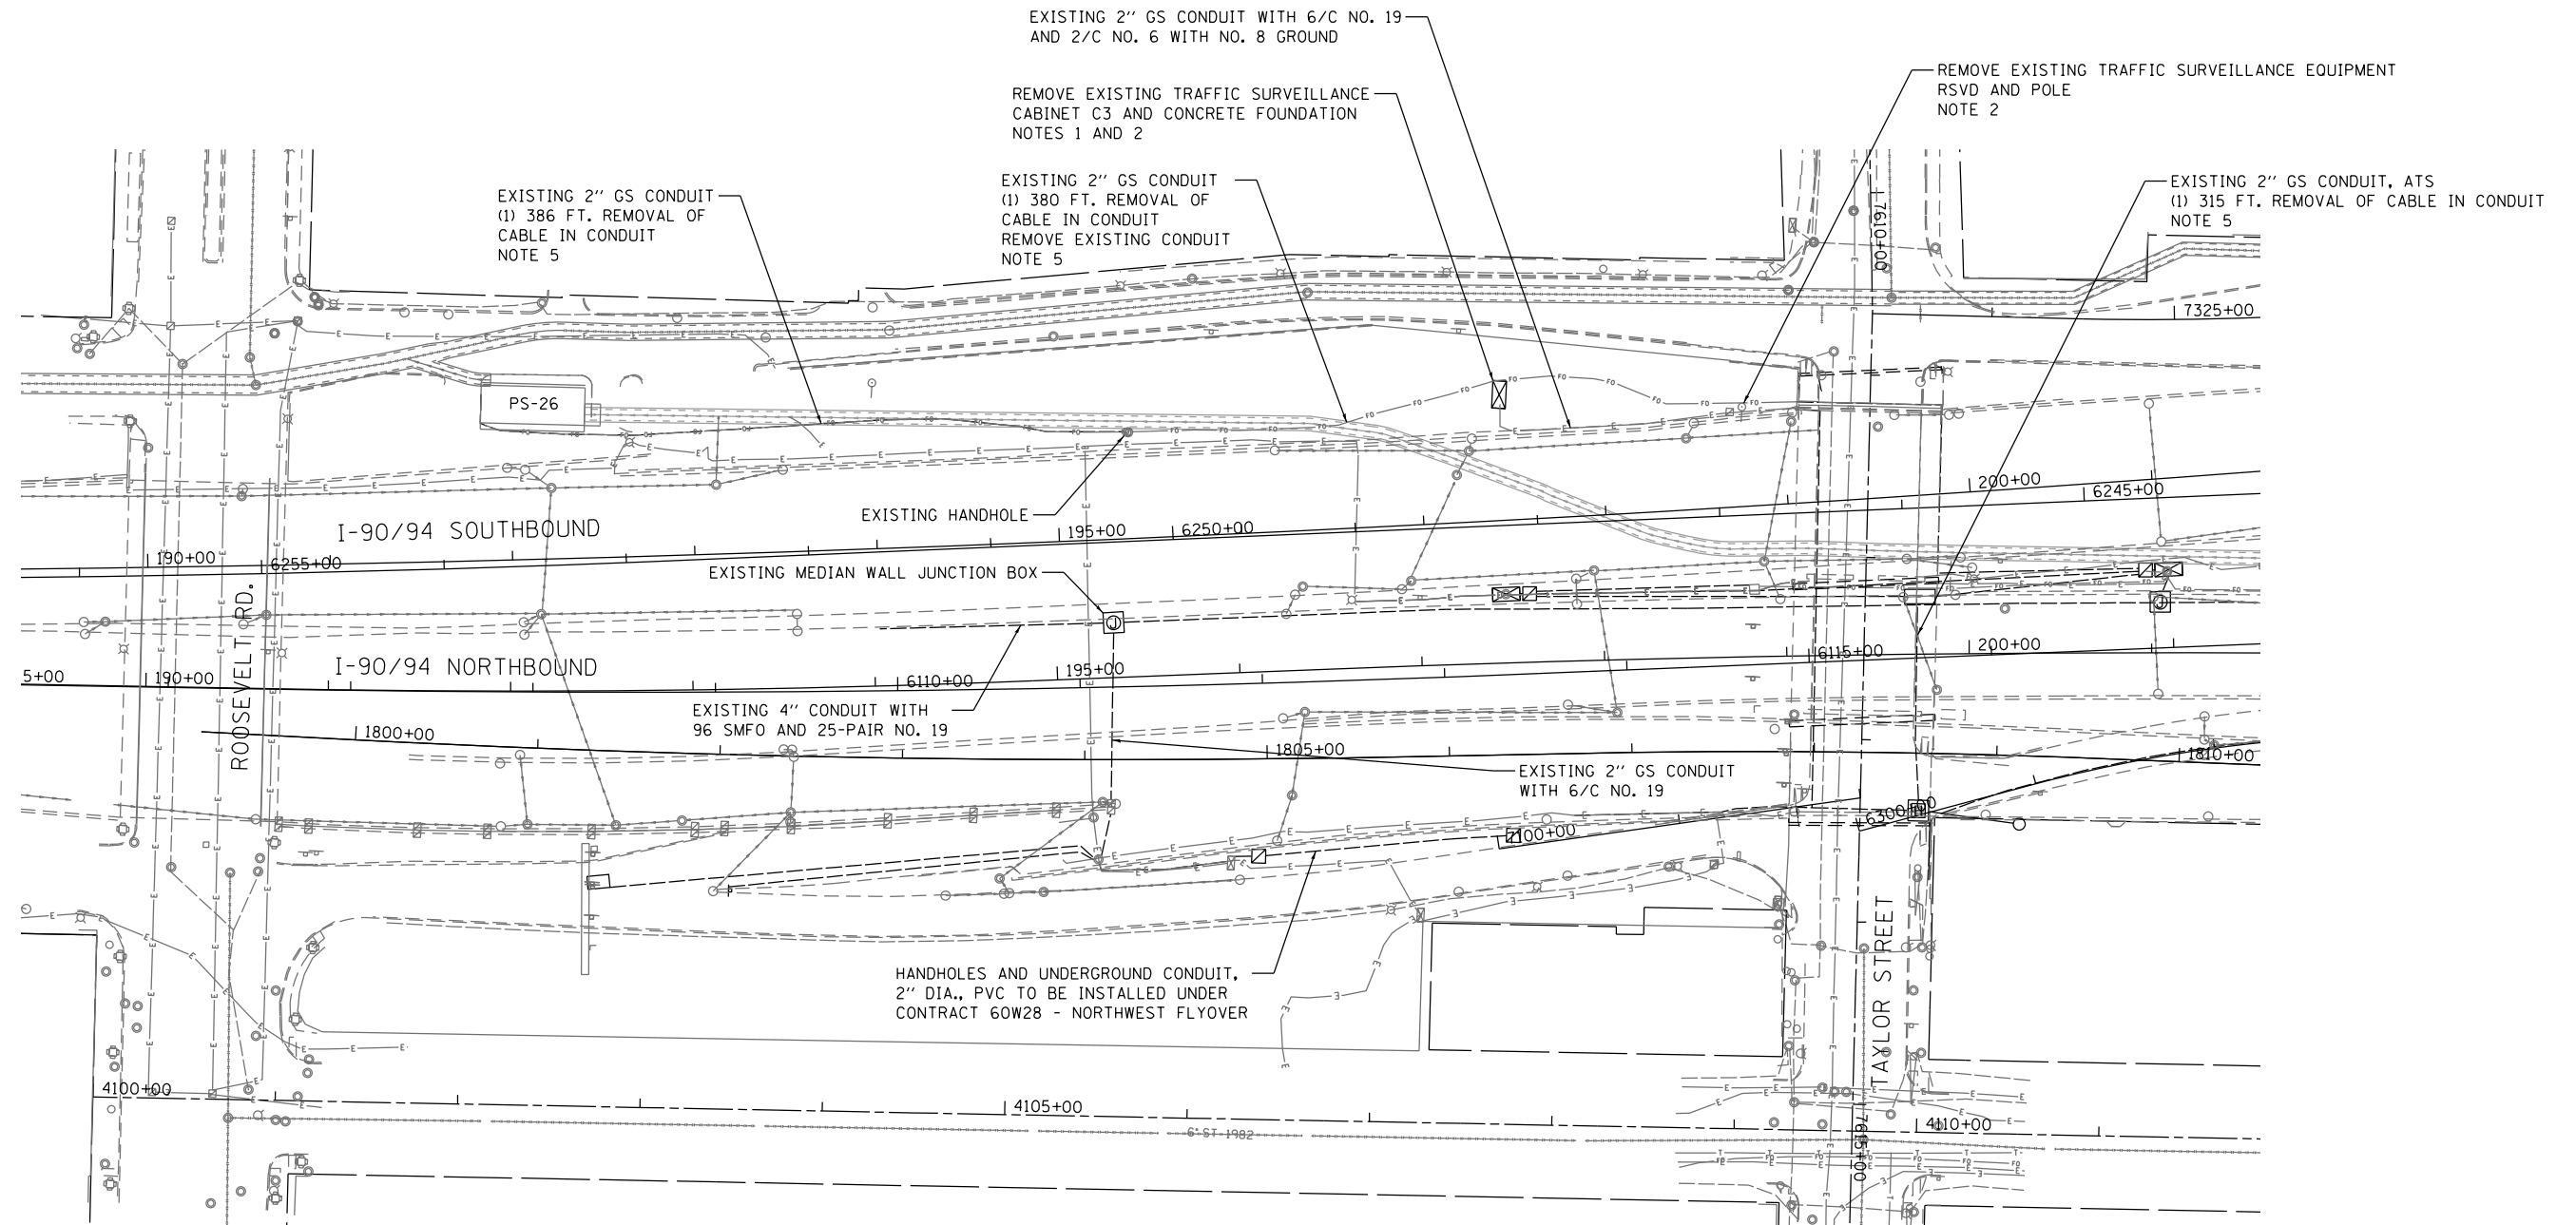 EXISTING 2" GS CONDUIT WITH 6/C NO. 19
AND 2/C NO. 6 WITH NO. 8 GROUND
REMOVE EXISTING TRAFFIC SURVEILLANCE
CABINET C3 AND CONCRETE FOUNDATION
NOTES 1 AND 2
REMOVE EXISTING TRAFFIC SURVEILLANCE EQUIPMENT
RSVD AND POLE
NOTE 2
EXISTING 2" GS CONDUIT
(1) 386 FT. REMOVAL OF
CABLE IN CONDUIT
NOTE 5
EXISTING 2" GS CONDUIT
(1) 380 FT. REMOVAL OF
CABLE IN CONDUIT
REMOVE EXISTING CONDUIT
NOTE 5
EXISTING 2" GS CONDUIT, ATS
(1) 315 FT. REMOVAL OF CABLE IN CONDUIT
NOTE 5
7610+00
7325+00
PS-26
EXISTING HANDHOLE
I-90/94 SOUTHBOUND
190+00
6255+00
195+00
6250+00
200+00
6245+00
EXISTING MEDIAN WALL JUNCTION BOX
J
J
ROOSEVELT RD.
I-90/94 NORTHBOUND
5+00
190+00
6110+00
195+00
6115+00
200+00
EXISTING 4" CONDUIT WITH
96 SMFO AND 25-PAIR NO. 19
1800+00
1805+00
1810+00
EXISTING 2" GS CONDUIT
WITH 6/C NO. 19
7100+00
HANDHOLES AND UNDERGROUND CONDUIT,
2" DIA., PVC TO BE INSTALLED UNDER
CONTRACT 60W28 - NORTHWEST FLYOVER
TAYLOR STREET
4100+00
4105+00
4110+00
6" ST 1982
7615+00